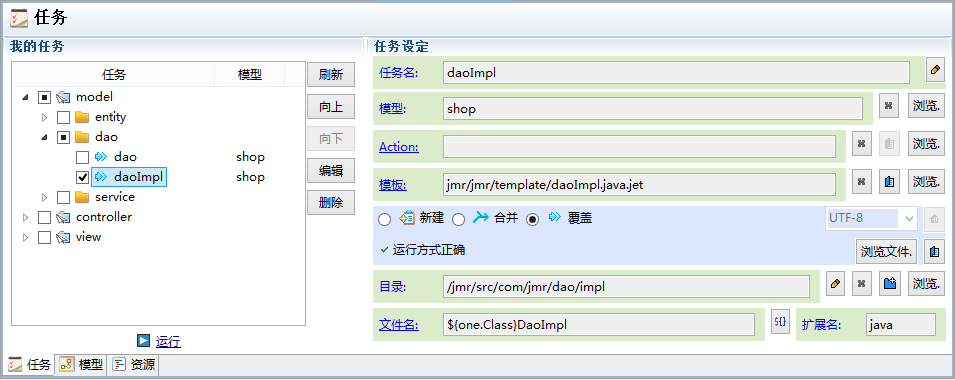 任务
我的任务
任务 模型
model
entity
dao
dao shop
daoImpl shop
service
controller
view
刷新
向上
向下
编辑
删除
运行
任务设定
任务名: daoImpl
模型: shop 浏览.
Action: 浏览.
模板: jmr/jmr/template/daoImpl.java.jet 浏览.
新建 合并 覆盖 UTF-8
运行方式正确 浏览文件.
目录: /jmr/src/com/jmr/dao/impl 浏览.
文件名: ${one.Class}DaoImpl ${} 扩展名: java
任务 模型 资源